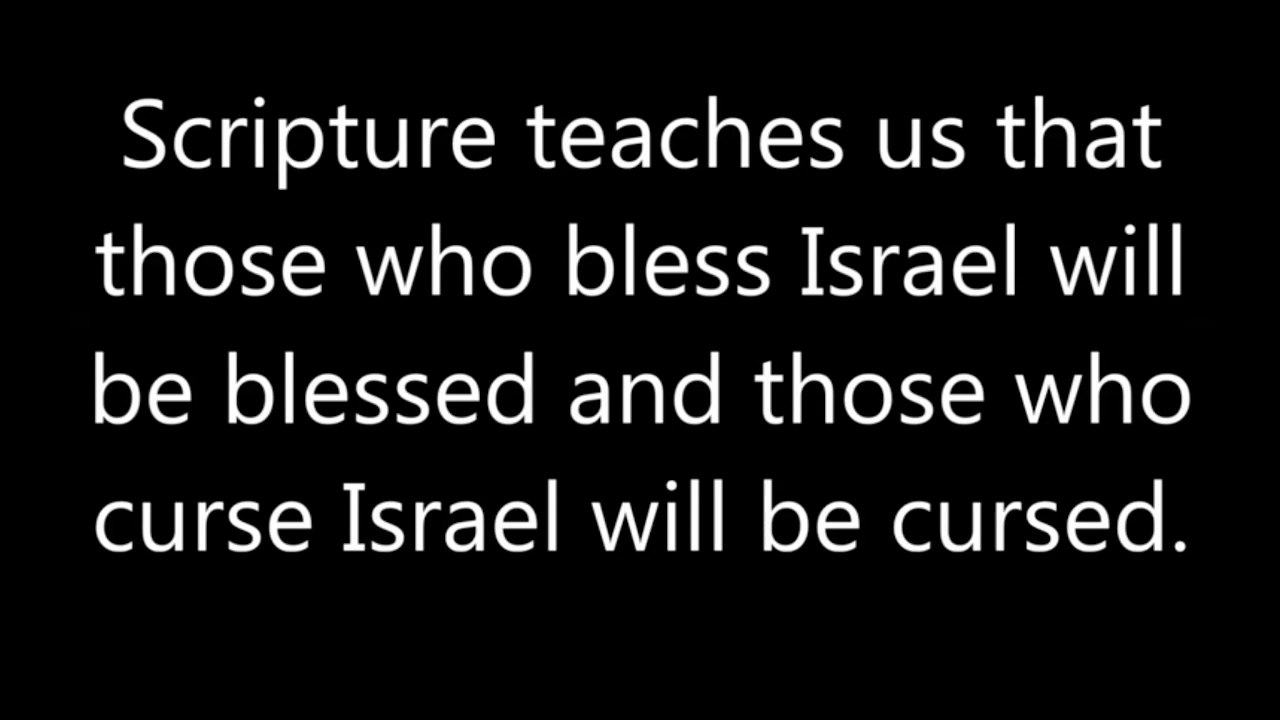 Scripture teaches us that
those who bless Israel will
be blessed and those who
curse Israel will be cursed.